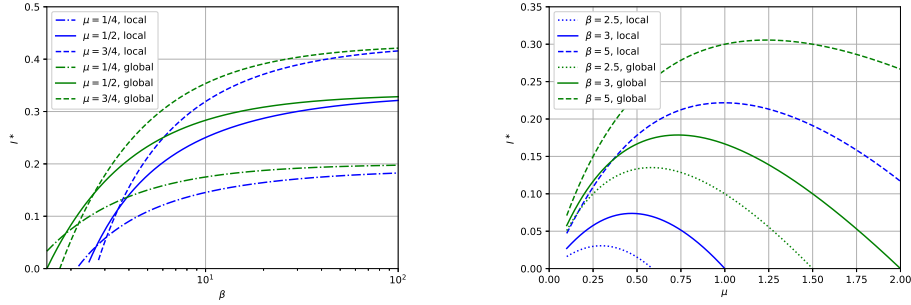 0.5
0.4
0.3
0.2
0.1
0.0
I*
μ = 1/4, local
μ = 1/2, local
μ = 3/4, local
μ = 1/4, global
μ = 1/2, global
μ = 3/4, global
10¹
10²
β
0.35
0.30
0.25
0.20
0.15
0.10
0.05
0.00
I*
β = 2.5, local
β = 3, local
β = 5, local
β = 2.5, global
β = 3, global
β = 5, global
0.00 0.25 0.50 0.75 1.00 1.25 1.50 1.75 2.00
μ